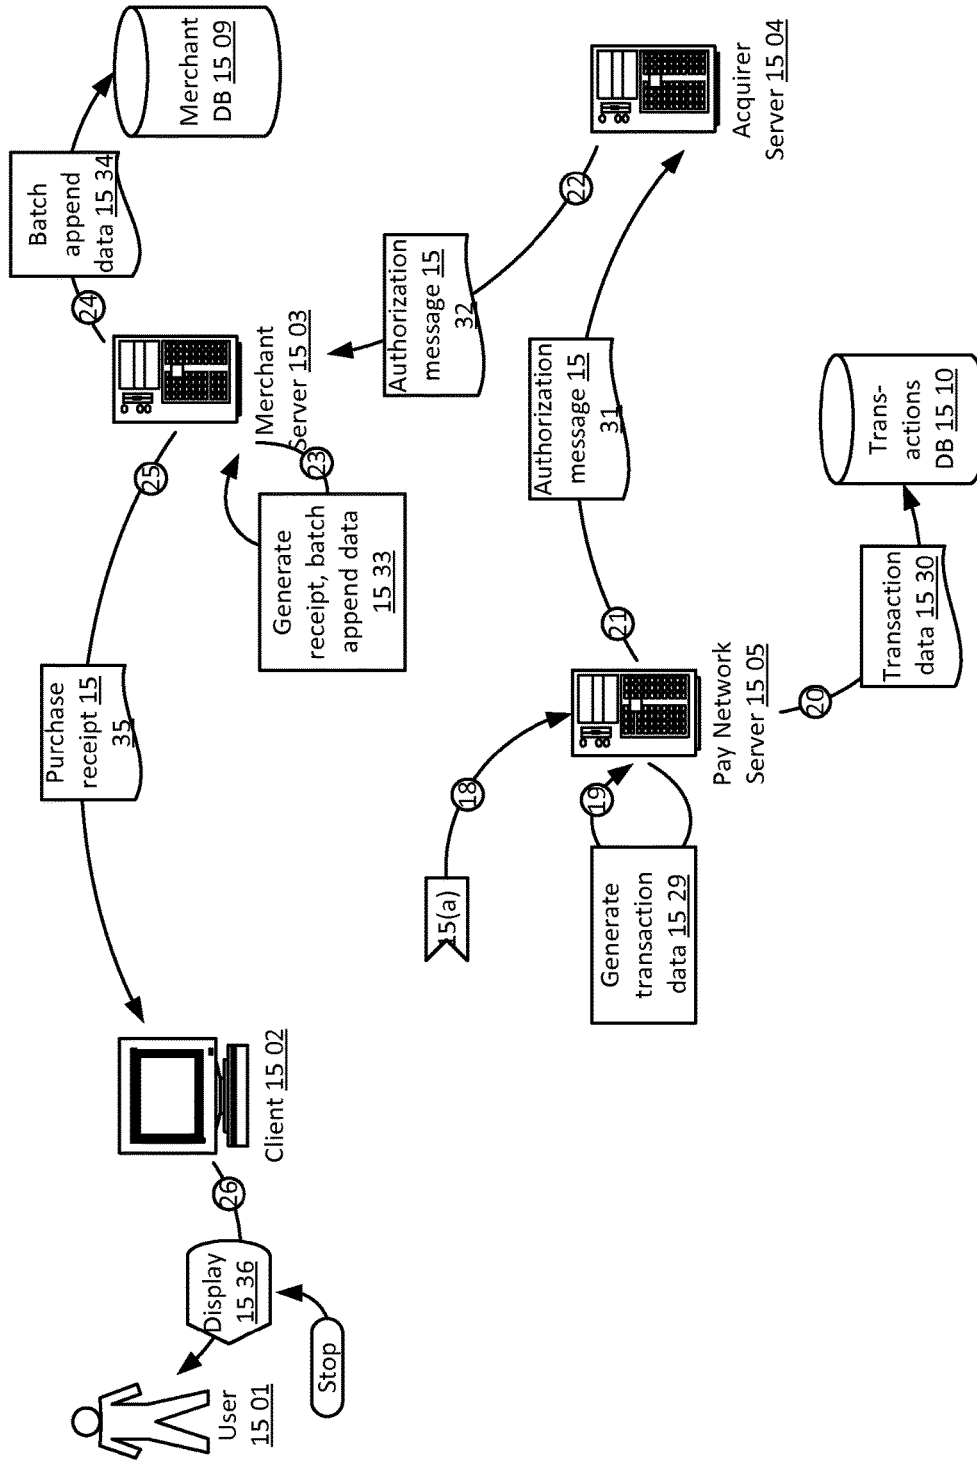 User
15 01
Display
15 36
Stop
26
Client 15 02
Purchase
receipt 15
35
25
Merchant
Server 15 03
24
Batch
append
data 15 34
Merchant
DB 15 09
23
Generate
receipt, batch
append data
15 33
Authorization
message 15
32
22
Acquirer
Server 15 04
15(a)
18
19
Generate
transaction
data 15 29
Pay Network
Server 15 05
21
Authorization
message 15
31
20
Transaction
data 15 30
Trans-
actions
DB 15 10